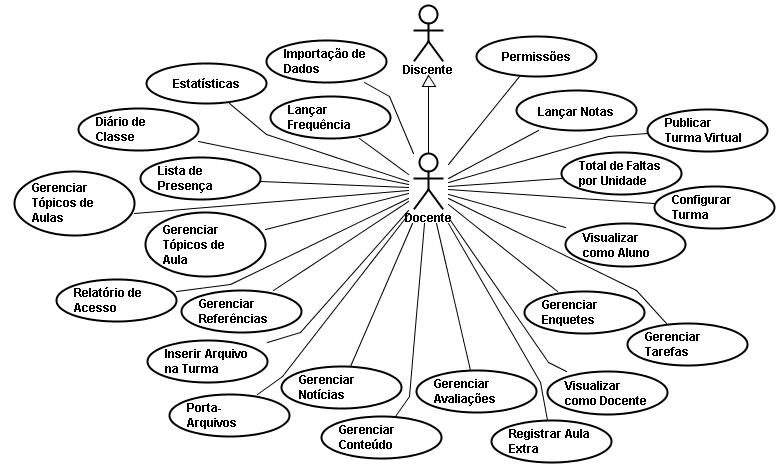 Importação de
Dados
Discente
Permissões
Estatísticas
Lançar
Frequência
Lançar Notas
Publicar
Turma Virtual
Diário de
Classe
Lista de
Presença
Total de Faltas
por Unidade
Gerenciar
Tópicos de
Aulas
Docente
Configurar
Turma
Gerenciar
Tópicos de
Aula
Visualizar
como Aluno
Relatório de
Acesso
Gerenciar
Referências
Gerenciar
Enquetes
Gerenciar
Tarefas
Inserir Arquivo
na Turma
Gerenciar
Notícias
Gerenciar
Avaliações
Visualizar
como Docente
Porta-
Arquivos
Gerenciar
Conteúdo
Registrar Aula
Extra